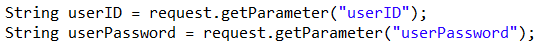 String userID = request.getParameter("userID");
String userPassword = request.getParameter("userPassword");